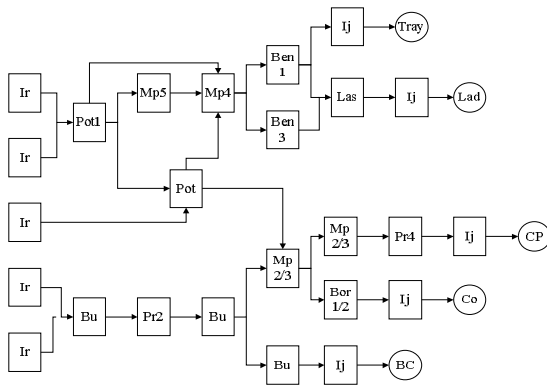 Ij
Tray
Ben
1
Ir
Mp5
Mp4
Las
Ij
Lad
Pot1
Ben
3
Ir
Pot
Ir
Mp
2/3
Pr4
Ij
CP
Mp
2/3
Ir
Bor
1/2
Ij
Co
Bu
Pr2
Bu
Ir
Bu
Ij
BC